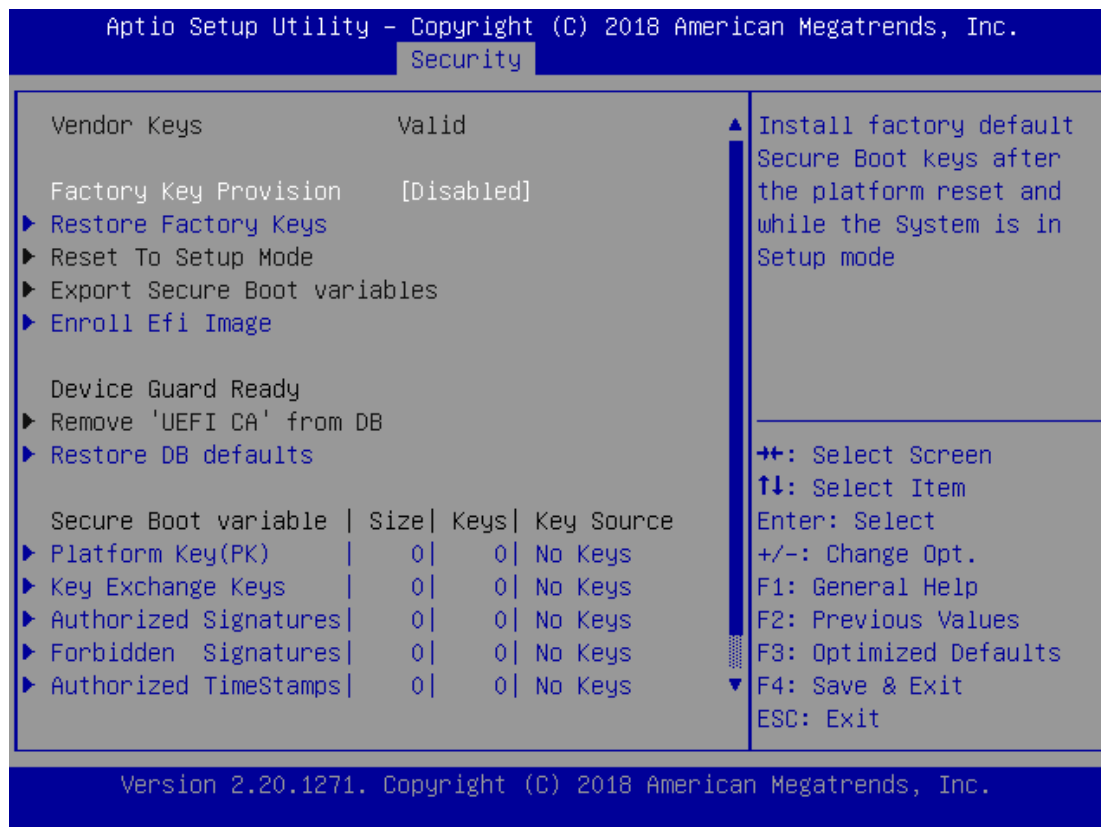 Aptio Setup Utility – Copyright (C) 2018 American Megatrends, Inc.
Security
Vendor Keys Valid
Factory Key Provision [Disabled]
Restore Factory Keys
Reset To Setup Mode
Export Secure Boot variables
Enroll Efi Image
Device Guard Ready
Remove 'UEFI CA' from DB
Restore DB defaults
Secure Boot variable | Size| Keys| Key Source
Platform Key(PK) | 0| 0| No Keys
Key Exchange Keys | 0| 0| No Keys
Authorized Signatures| 0| 0| No Keys
Forbidden Signatures| 0| 0| No Keys
Authorized TimeStamps| 0| 0| No Keys
Install factory default
Secure Boot keys after
the platform reset and
while the System is in
Setup mode
→←: Select Screen
↑↓: Select Item
Enter: Select
+/-: Change Opt.
F1: General Help
F2: Previous Values
F3: Optimized Defaults
F4: Save & Exit
ESC: Exit
Version 2.20.1271. Copyright (C) 2018 American Megatrends, Inc.